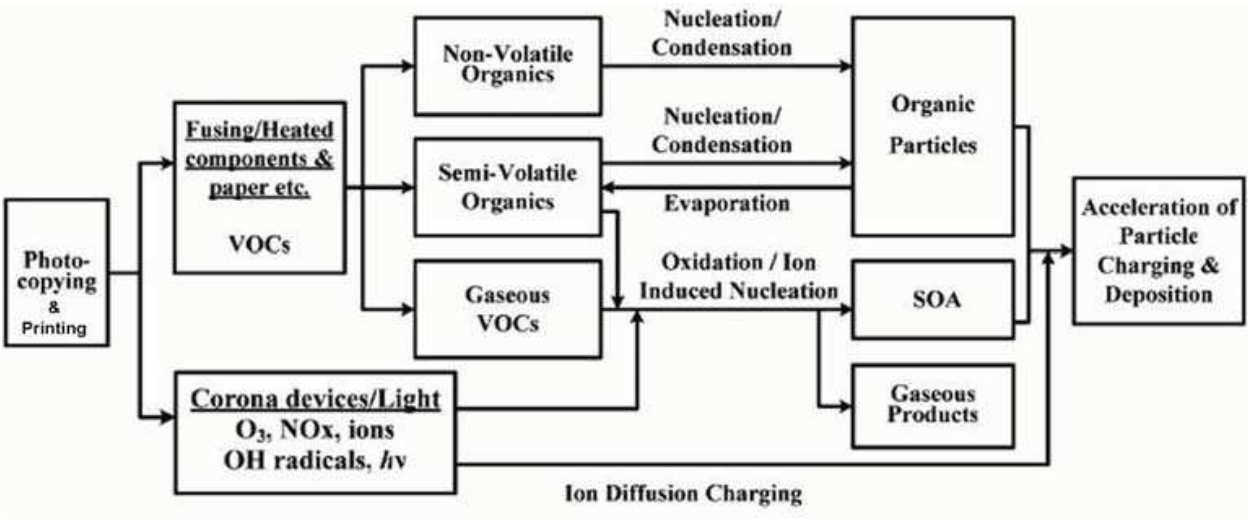 Photo-
copying
&
Printing
Fusing/Heated
components &
paper etc.
VOCs
Corona devices/Light
O₃, NOx, ions
OH radicals, hν
Non-Volatile
Organics
Semi-Volatile
Organics
Gaseous
VOCs
Nucleation/
Condensation
Nucleation/
Condensation
Evaporation
Oxidation / Ion
Induced Nucleation
Ion Diffusion Charging
Organic
Particles
SOA
Gaseous
Products
Acceleration of
Particle
Charging &
Deposition